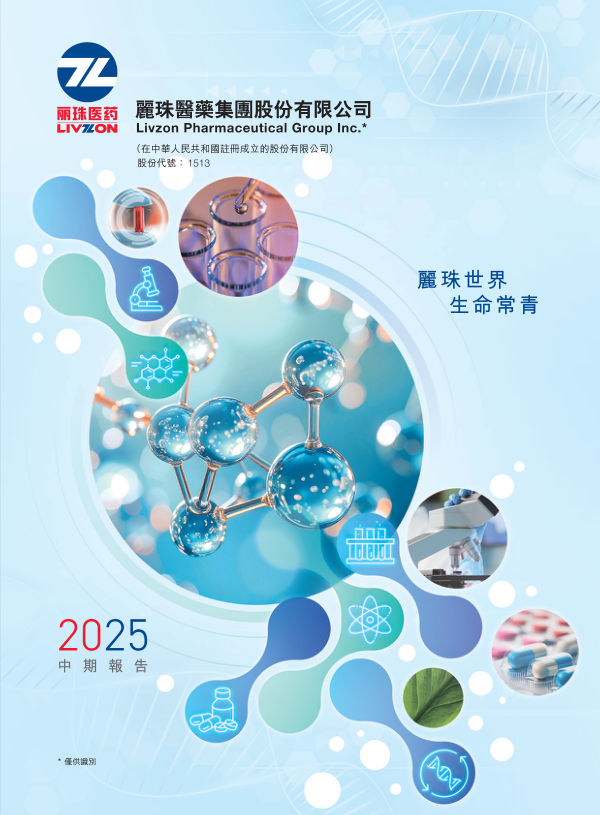 丽珠医药
LIVZON
麗珠醫藥集團股份有限公司
Livzon Pharmaceutical Group Inc.*
（在中華人民共和國註冊成立的股份有限公司）
股份代號：1513
麗珠世界
生命常青
2025
中期報告
* 僅供識別